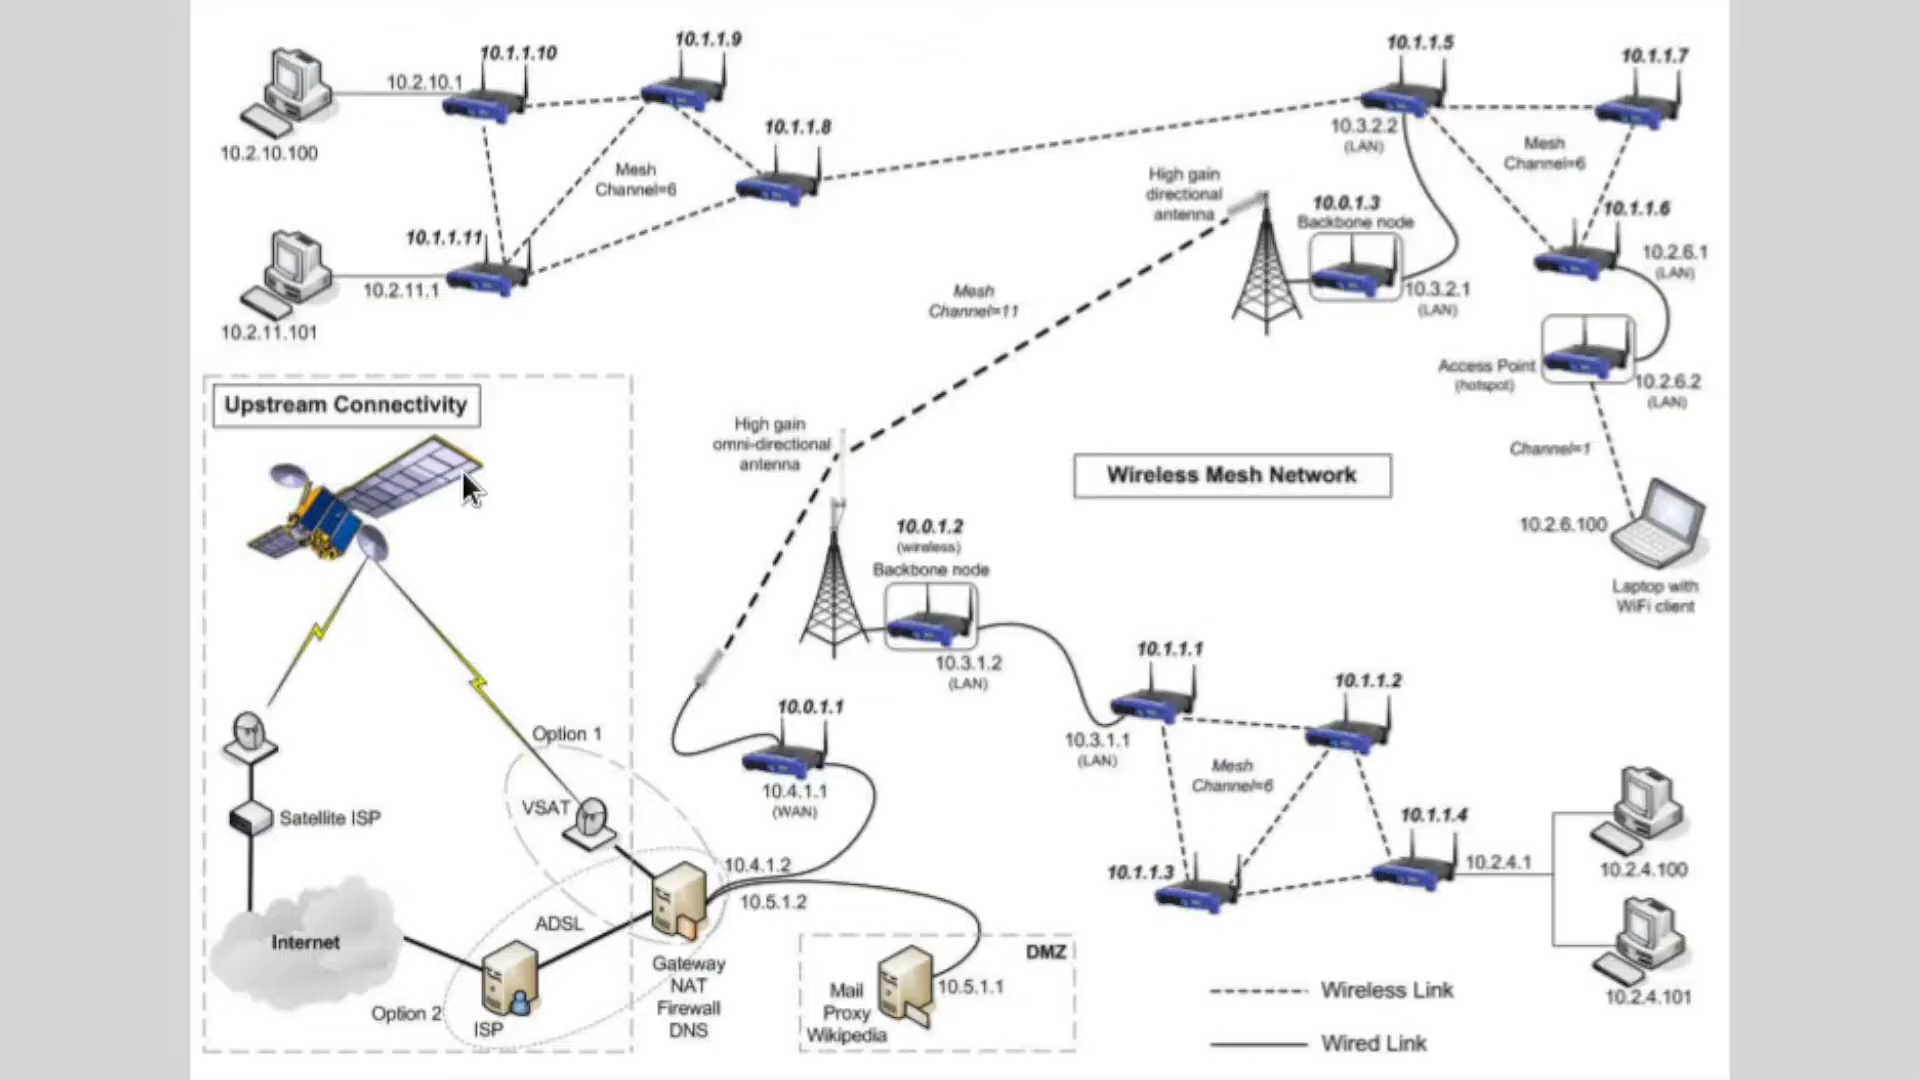 10.1.1.10
10.1.1.9
10.2.10.1
10.1.1.8
10.2.10.100
Mesh
Channel=6
10.1.1.11
10.2.11.1
10.2.11.101
10.1.1.5
10.1.1.7
10.3.2.2
(LAN)
Mesh
Channel=6
High gain
directional
antenna
10.0.1.3
Backbone node
10.1.1.6
10.2.6.1
(LAN)
10.3.2.1
(LAN)
Mesh
Channel=11
Access Point
(hotspot)
10.2.6.2
(LAN)
Channel=1
10.2.6.100
Laptop with
WiFi client
Upstream Connectivity
High gain
omni-directional
antenna
Wireless Mesh Network
10.0.1.2
(wireless)
Backbone node
10.3.1.2
(LAN)
10.1.1.1
10.1.1.2
10.3.1.1
(LAN)
Mesh
Channel=6
10.0.1.1
10.4.1.1
(WAN)
Option 1
VSAT
Satellite ISP
10.4.1.2
10.5.1.2
10.1.1.3
10.1.1.4
10.2.4.1
10.2.4.100
10.2.4.101
ADSL
Internet
Option 2
ISP
Gateway
NAT
Firewall
DNS
DMZ
Mail
Proxy
Wikipedia
10.5.1.1
Wireless Link
Wired Link